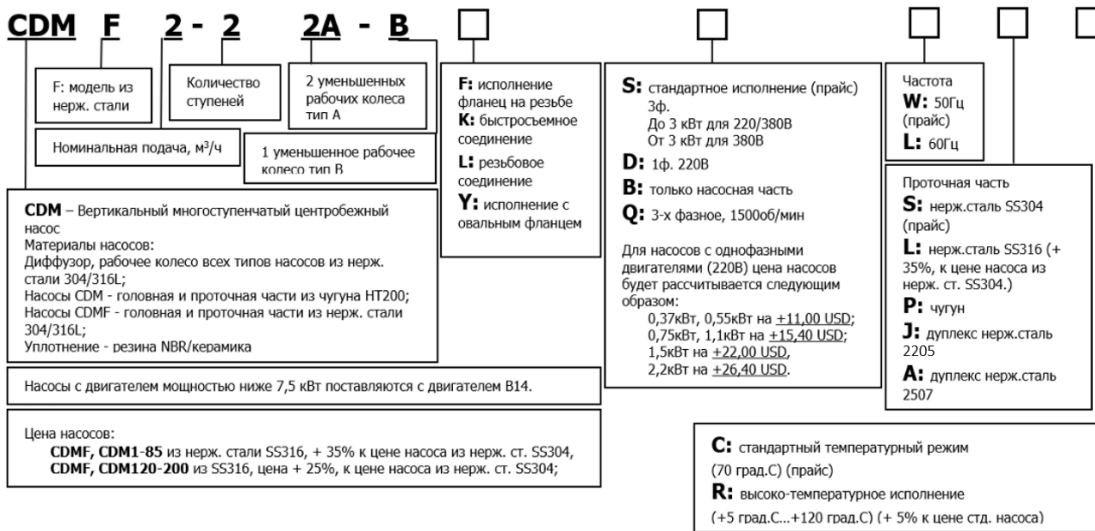 CDM F 2 - 2 2A - B
F: модель из
нерж. стали
Количество
ступеней
2 уменьшенных
рабочих колеса
тип A
Номинальная подача, м³/ч
1 уменьшенное рабочее
колесо тип B
F: исполнение
фланец на резьбе
K: быстросъемное
соединение
L: резьбовое
соединение
Y: исполнение с
овальным фланцем
S: стандартное исполнение (прайс)
3ф.
До 3 кВт для 220/380В
От 3 кВт для 380В
D: 1ф. 220В
B: только насосная часть
Q: 3-х фазное, 1500об/мин
Для насосов с однофазными
двигателями (220В) цена насосов
будет рассчитывается следующим
образом:
0,37кВт, 0,55кВт на +11,00 USD;
0,75кВт, 1,1кВт на +15,40 USD;
1,5кВт на +22,00 USD,
2,2кВт на +26,40 USD.
Частота
W: 50Гц
(прайс)
L: 60Гц
Проточная часть
S: нерж.сталь SS304
(прайс)
L: нерж.сталь SS316 (+
35%, к цене насоса из
нерж. ст. SS304.)
P: чугун
J: дуплекс нерж.сталь
2205
A: дуплекс нерж.сталь
2507
CDM – Вертикальный многоступенчатый центробежный
насос
Материалы насосов:
Диффузор, рабочее колесо всех типов насосов из нерж.
стали 304/316L;
Насосы CDM - головная и проточная части из чугуна HT200;
Насосы CDMF - головная и проточная части из нерж. стали
304/316L;
Уплотнение - резина NBR/керамика
Насосы с двигателем мощностью ниже 7,5 кВт поставляются с двигателем B14.
Цена насосов:
CDMF, CDM1-85 из нерж. стали SS316, + 35% к цене насоса из нерж. ст. SS304,
CDMF, CDM120-200 из SS316, цена + 25%, к цене насоса из нерж. ст. SS304;
C: стандартный температурный режим
(70 град.С) (прайс)
R: высоко-температурное исполнение
(+5 град.С...+120 град.С) (+ 5% к цене стд. насоса)